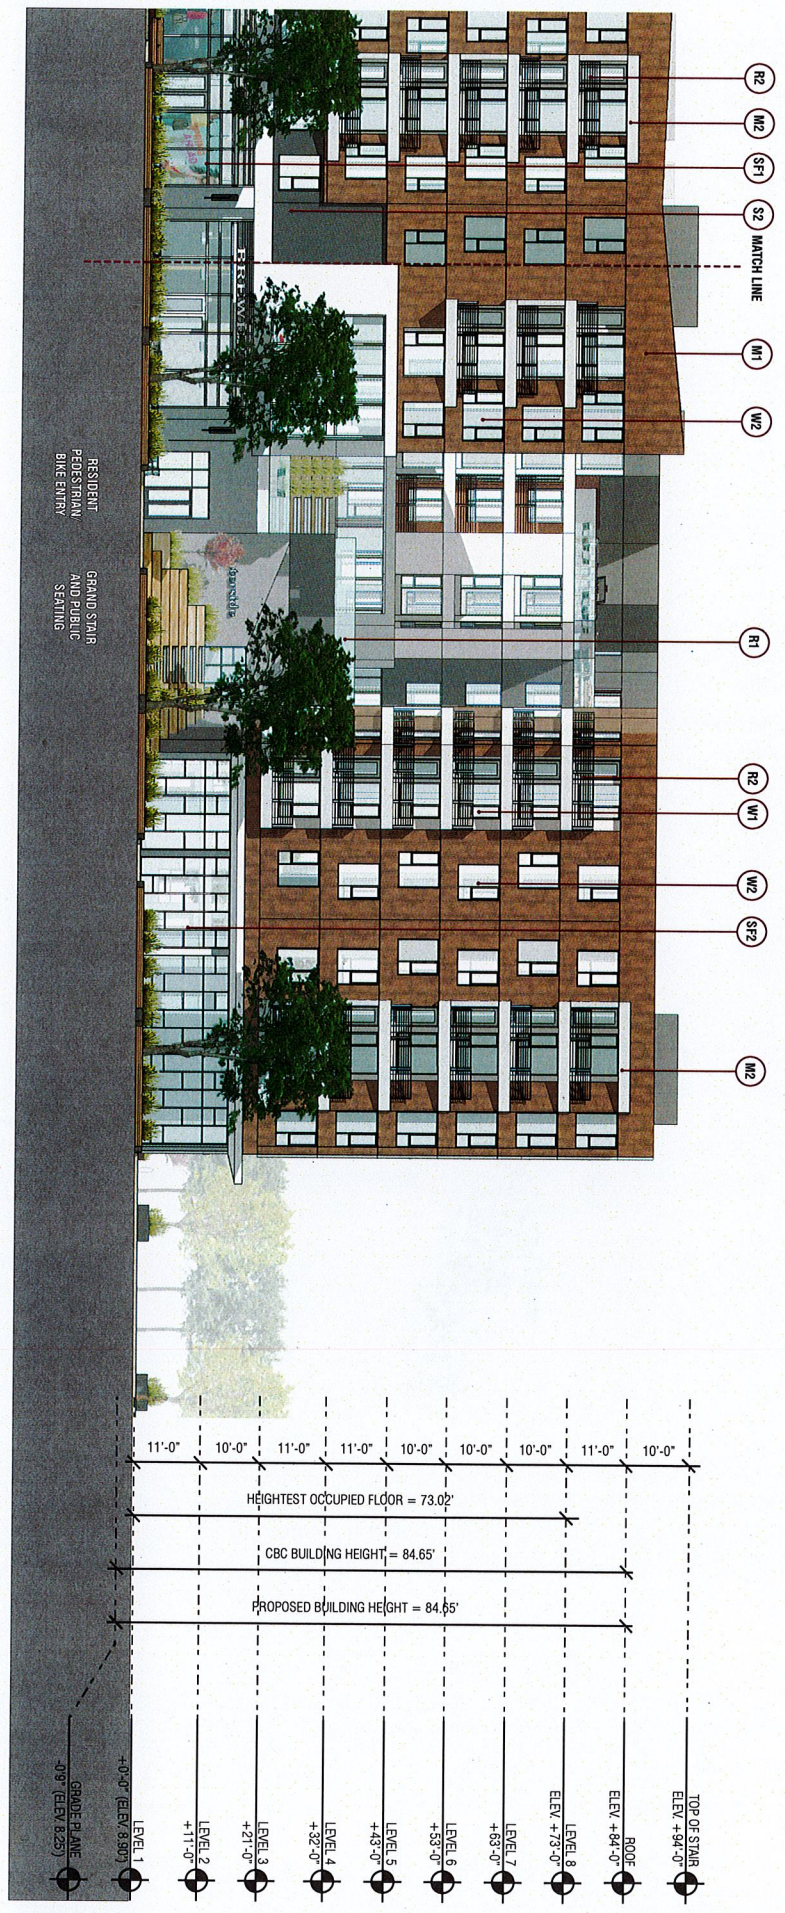 R2
M2
SF1
S2
MATCH LINE
M1
W2
R1
R2
W1
W2
SF2
M2
RESIDENT
PEDESTRIAN
BIKE ENTRY
GRAND STAIR
AND PUBLIC
SEATING
10'-0"
11'-0"
10'-0"
10'-0"
10'-0"
11'-0"
11'-0"
10'-0"
11'-0"
HEIGHTEST OCCUPIED FLOOR = 73.02'
CBC BUILDING HEIGHT = 84.65'
PROPOSED BUILDING HEIGHT = 84.65'
TOP OF STAIR
ELEV. +94'-0"
ROOF
ELEV. +84'-0"
LEVEL 8
ELEV. +73'-0"
LEVEL 7
+63'-0"
LEVEL 6
+53'-0"
LEVEL 5
+43'-0"
LEVEL 4
+32'-0"
LEVEL 3
+21'-0"
LEVEL 2
+11'-0"
LEVEL 1
+0'-0" (ELEV. 8.90')
GRADE PLANE
-0'9" (ELEV. 8.25')